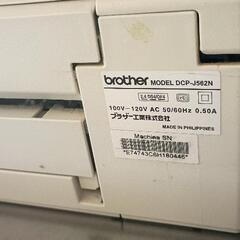 brother MODEL DCP-J562N
100V-120V AC 50/60Hz 0.50A
ブラザー工業株式会社
MADE IN PHILIPPINES
Machine SN
*E74743C6H180446*